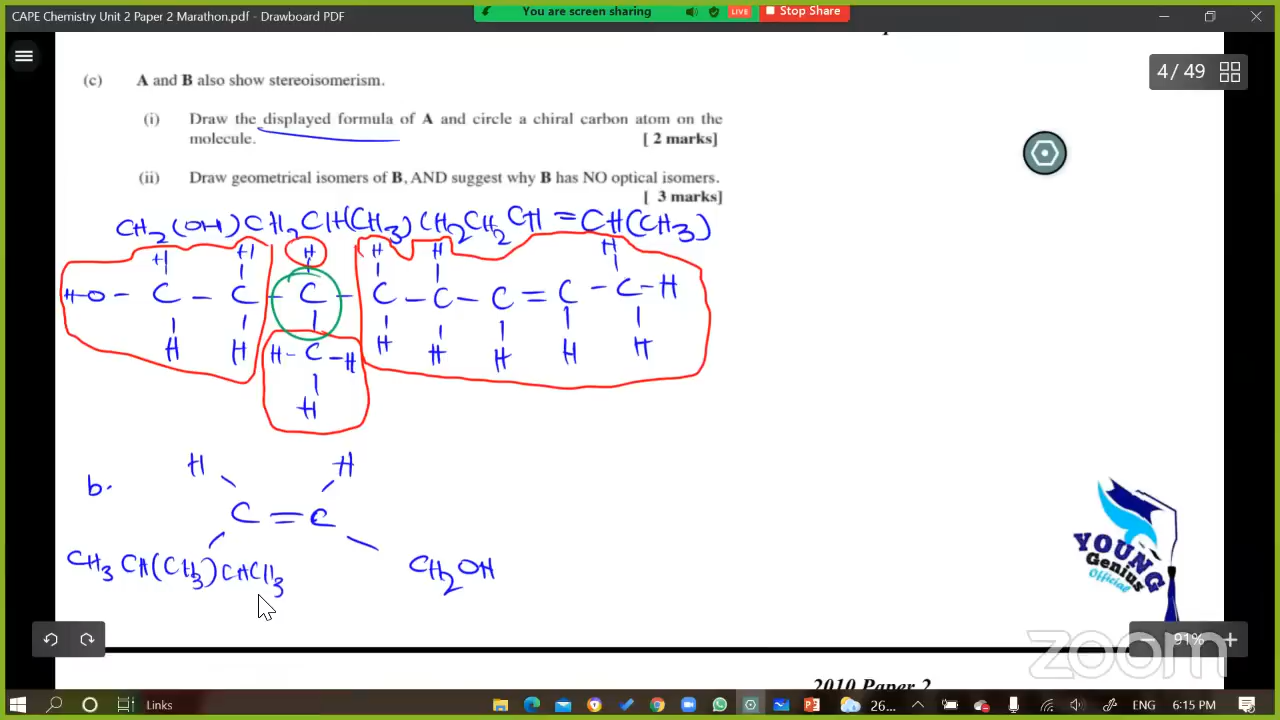 CAPE Chemistry Unit 2 Paper 2 Marathon.pdf - Drawboard PDF
You are screen sharing LIVE Stop Share
4/49
(c) A and B also show stereoisomerism.
(i) Draw the displayed formula of A and circle a chiral carbon atom on the
molecule. [ 2 marks]
(ii) Draw geometrical isomers of B, AND suggest why B has NO optical isomers.
[ 3 marks]
CH2(OH)CH2CH(CH3)CH2CH2CH=CH(CH3)
H H H H H H
H-O-C-C-C-C-C-C=C-C-H
H H H-C-H H H H H H
H
H H
b.
C=C
CH3CH(CH3)CHCH3 CH2OH
YOUNG
Genius
Official
91%
zoom
2010 Paper 2
Links 26... ENG 6:15 PM